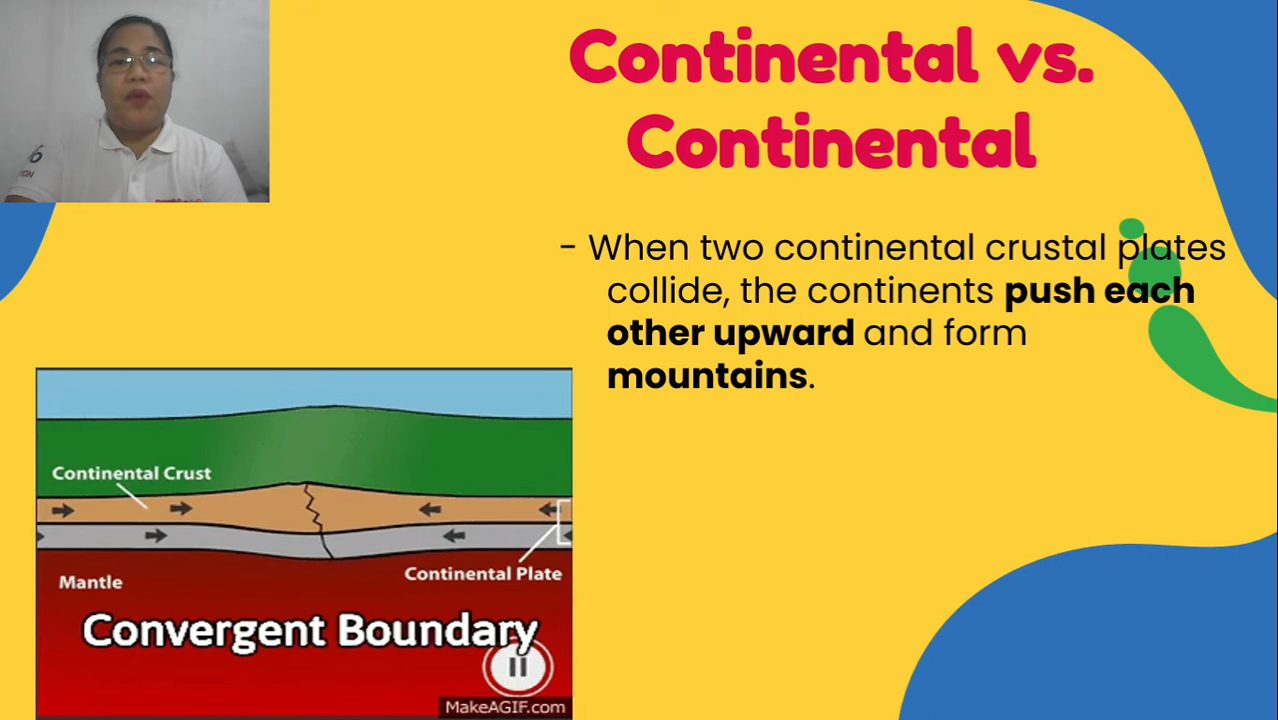 Continental vs.
Continental
- When two continental crustal plates
collide, the continents push each
other upward and form
mountains.
Continental Crust
Continental Plate
Mantle
Convergent Boundary
MakeAGIF.com